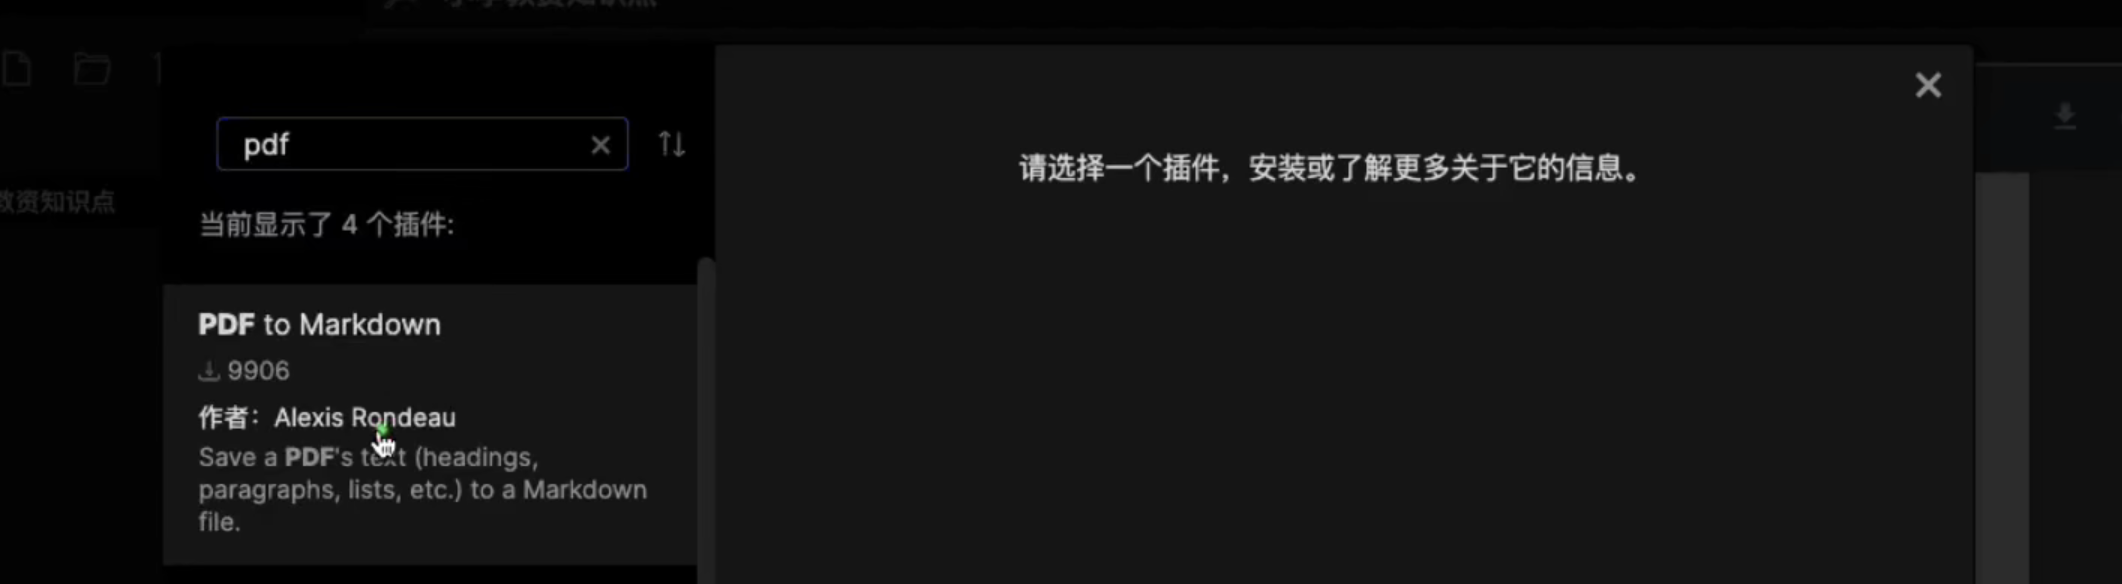 教资知识点
pdf
当前显示了 4 个插件:
PDF to Markdown
9906
作者：Alexis Rondeau
Save a PDF's text (headings,
paragraphs, lists, etc.) to a Markdown
file.
请选择一个插件，安装或了解更多关于它的信息。